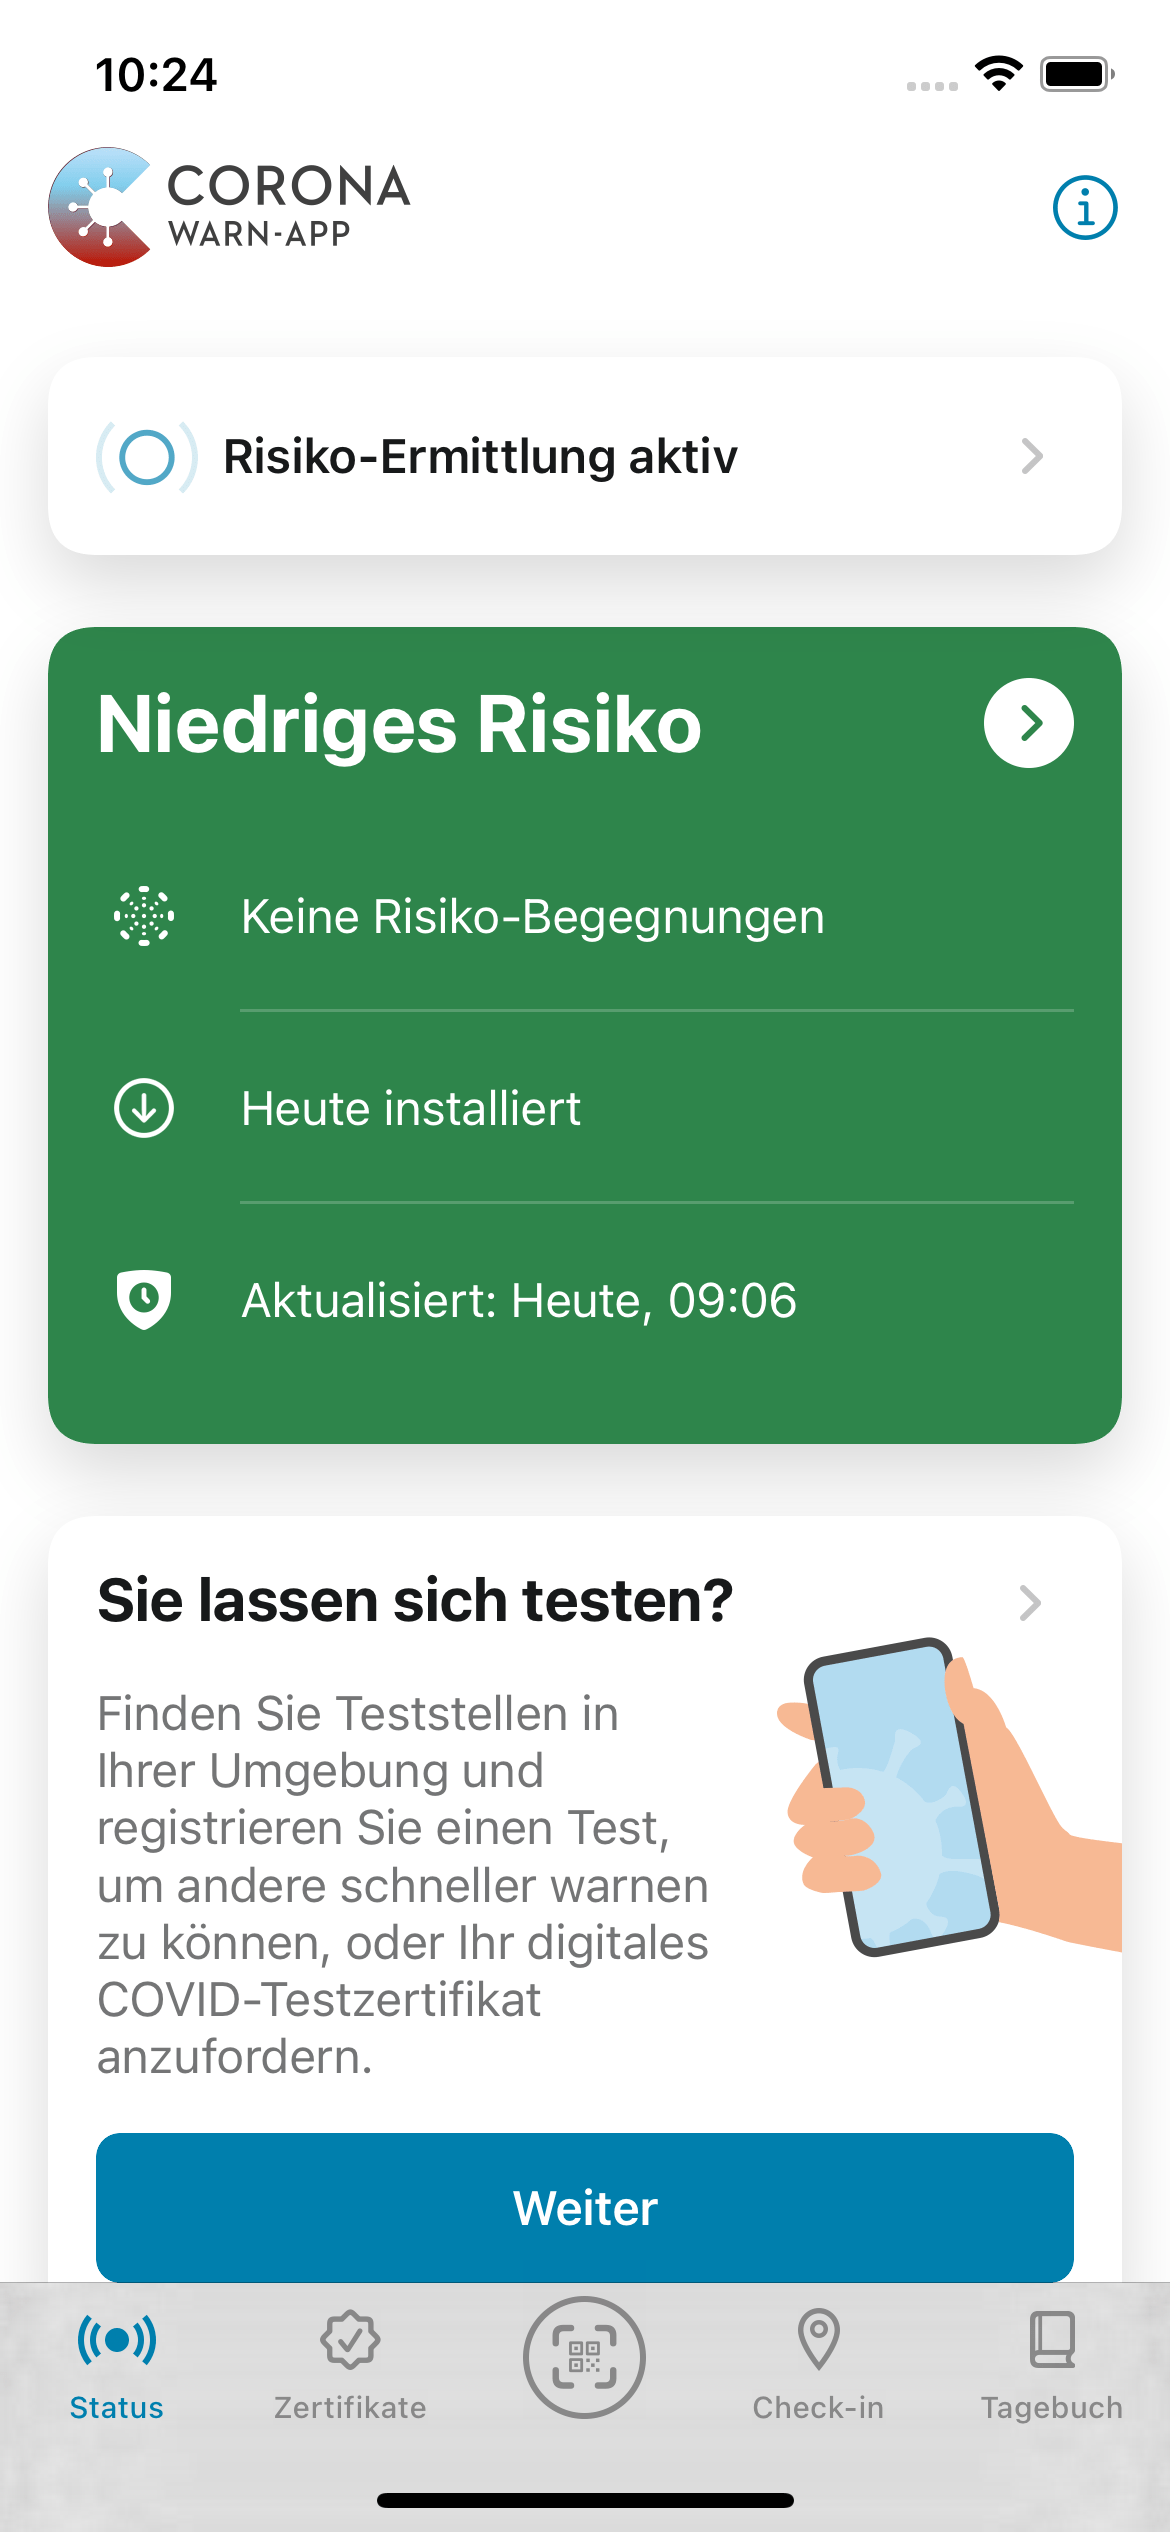 10:24
CORONA
WARN-APP
Risiko-Ermittlung aktiv
Niedriges Risiko
Keine Risiko-Begegnungen
Heute installiert
Aktualisiert: Heute, 09:06
Sie lassen sich testen?
Finden Sie Teststellen in
Ihrer Umgebung und
registrieren Sie einen Test,
um andere schneller warnen
zu können, oder Ihr digitales
COVID-Testzertifikat
anzufordern.
Weiter
Status
Zertifikate
Check-in
Tagebuch